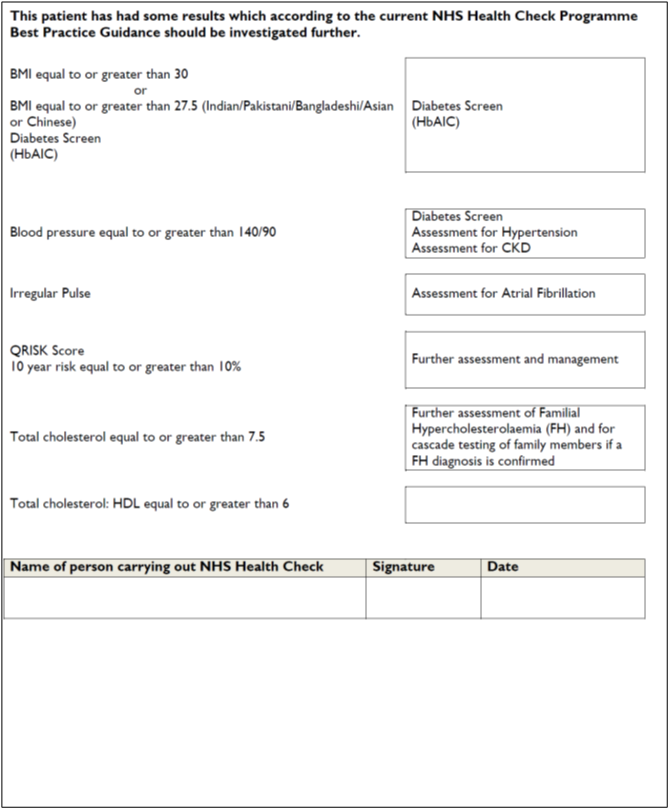 This patient has had some results which according to the current NHS Health Check Programme
Best Practice Guidance should be investigated further.
BMI equal to or greater than 30
or
BMI equal to or greater than 27.5 (Indian/Pakistani/Bangladeshi/Asian
or Chinese)
Diabetes Screen
(HbAIC)
Diabetes Screen
(HbAIC)
Blood pressure equal to or greater than 140/90
Diabetes Screen
Assessment for Hypertension
Assessment for CKD
Irregular Pulse
Assessment for Atrial Fibrillation
QRISK Score
10 year risk equal to or greater than 10%
Further assessment and management
Total cholesterol equal to or greater than 7.5
Further assessment of Familial
Hypercholesterolaemia (FH) and for
cascade testing of family members if a
FH diagnosis is confirmed
Total cholesterol: HDL equal to or greater than 6
Name of person carrying out NHS Health Check
Signature
Date